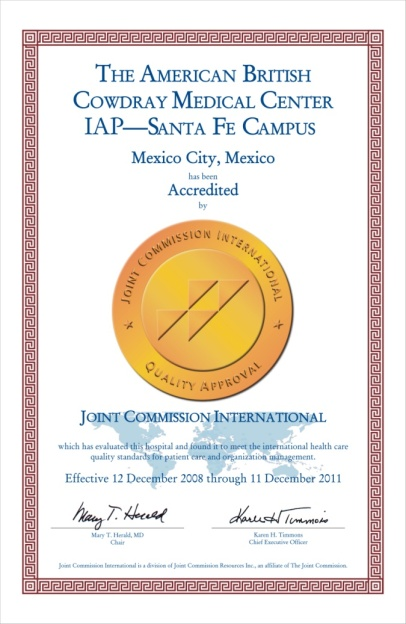 THE AMERICAN BRITISH
COWDRAY MEDICAL CENTER
IAP—SANTA FE CAMPUS
Mexico City, Mexico
has been
Accredited
by
JOINT COMMISSION INTERNATIONAL
QUALITY APPROVAL
JOINT COMMISSION INTERNATIONAL
which has evaluated this hospital and found it to meet the international health care
quality standards for patient care and organization management.
Effective 12 December 2008 through 11 December 2011
Mary T. Herald Karen H Timmons
Mary T. Herald, MD Karen H. Timmons
Chair Chief Executive Officer
Joint Commission International is a division of Joint Commission Resources Inc., an affiliate of The Joint Commission.